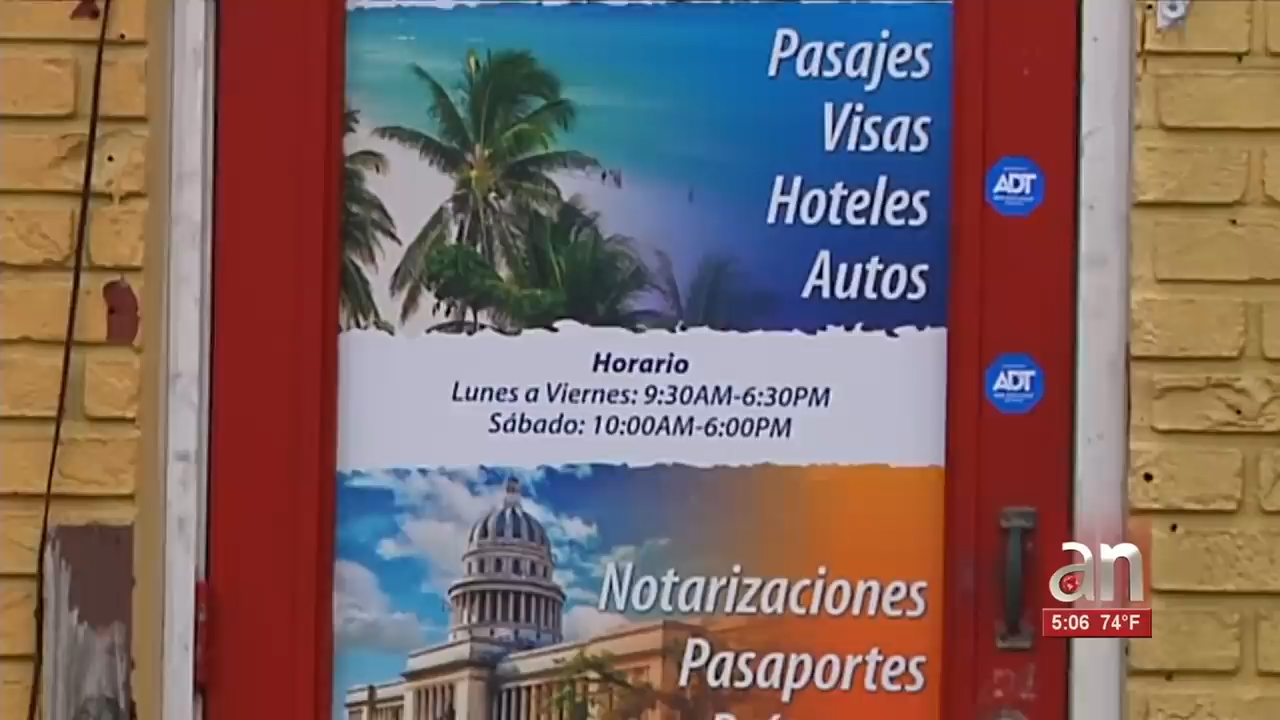 Pasajes
Visas
Hoteles
Autos
ADT
Horario
Lunes a Viernes: 9:30AM-6:30PM
Sábado: 10:00AM-6:00PM
ADT
Notarizaciones
Pasaportes
an
5:06 74°F